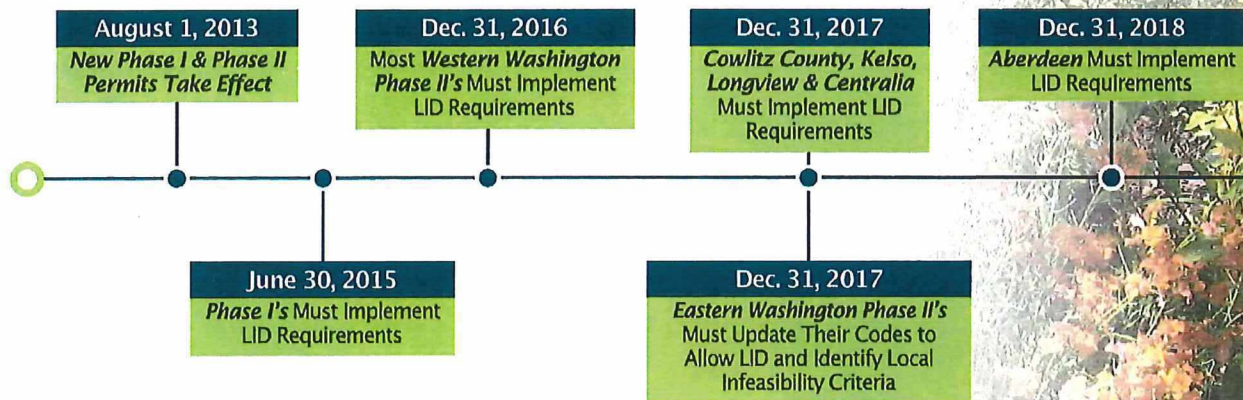 August 1, 2013
New Phase I & Phase II
Permits Take Effect
June 30, 2015
Phase I's Must Implement
LID Requirements
Dec. 31, 2016
Most Western Washington
Phase II's Must Implement
LID Requirements
Dec. 31, 2017
Cowlitz County, Kelso,
Longview & Centralia
Must Implement LID
Requirements
Dec. 31, 2017
Eastern Washington Phase II's
Must Update Their Codes to
Allow LID and Identify Local
Infeasibility Criteria
Dec. 31, 2018
Aberdeen Must Implement
LID Requirements